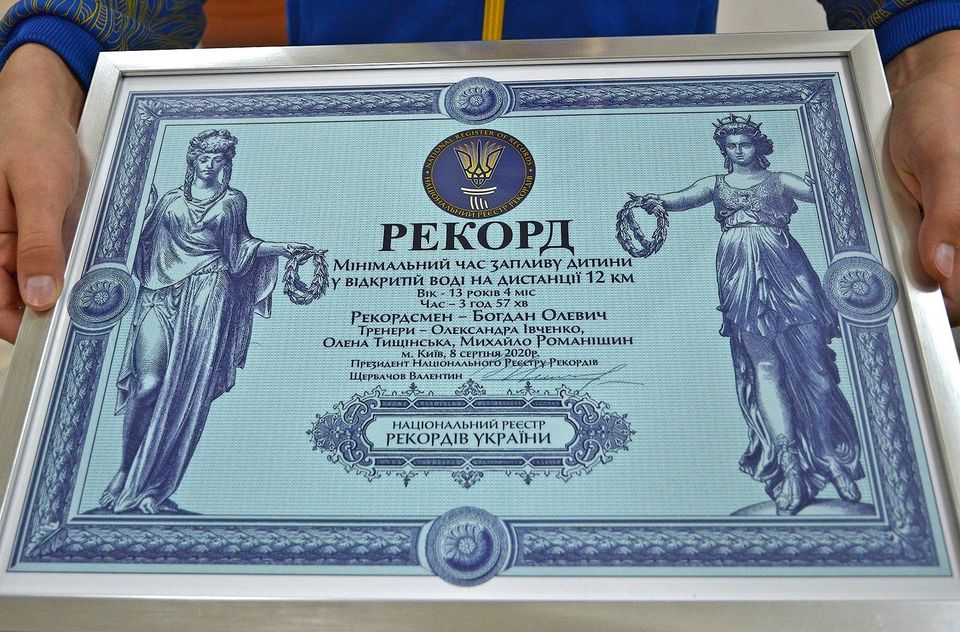 NATIONAL REGISTER OF RECORDS
НАЦІОНАЛЬНИЙ РЕЄСТР РЕКОРДІВ
РЕКОРД
Мінімальний час запливу дитини
у відкритій воді на дистанції 12 км
Вік - 13 років 4 міс
Час – 3 год 57 хв
Рекордсмен – Богдан Олевич
Тренери – Олександра Івченко,
Олена Тищінська, Михайло Романішин
м. Київ, 8 серпня 2020р.
Президент Національного Реєстру Рекордів
Щербачов Валентин
НАЦІОНАЛЬНИЙ РЕЄСТР
РЕКОРДІВ УКРАЇНИ